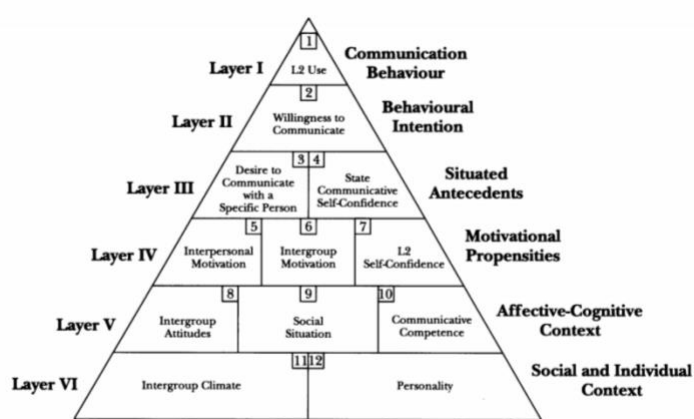 1
Layer I
L2 Use
Communication
Behaviour
2
Layer II
Willingness to
Communicate
Behavioural
Intention
3 4
Layer III
Desire to
Communicate
with a
Specific Person
State
Communicative
Self-Confidence
Situated
Antecedents
5 6 7
Layer IV
Interpersonal
Motivation
Intergroup
Motivation
L2
Self-Confidence
Motivational
Propensities
8 9 10
Layer V
Intergroup
Attitudes
Social
Situation
Communicative
Competence
Affective-Cognitive
Context
11 12
Layer VI
Intergroup Climate
Personality
Social and Individual
Context